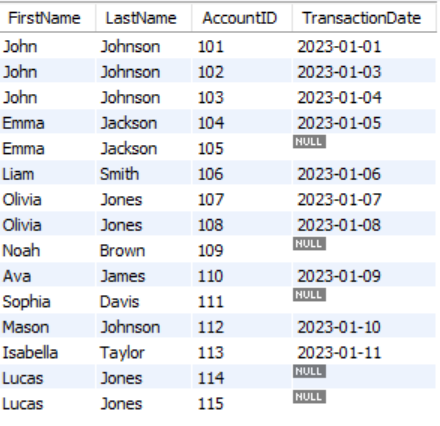 FirstName LastName AccountID TransactionDate
John Johnson 101 2023-01-01
John Johnson 102 2023-01-03
John Johnson 103 2023-01-04
Emma Jackson 104 2023-01-05
Emma Jackson 105 NULL
Liam Smith 106 2023-01-06
Olivia Jones 107 2023-01-07
Olivia Jones 108 2023-01-08
Noah Brown 109 NULL
Ava James 110 2023-01-09
Sophia Davis 111 NULL
Mason Johnson 112 2023-01-10
Isabella Taylor 113 2023-01-11
Lucas Jones 114 NULL
Lucas Jones 115 NULL